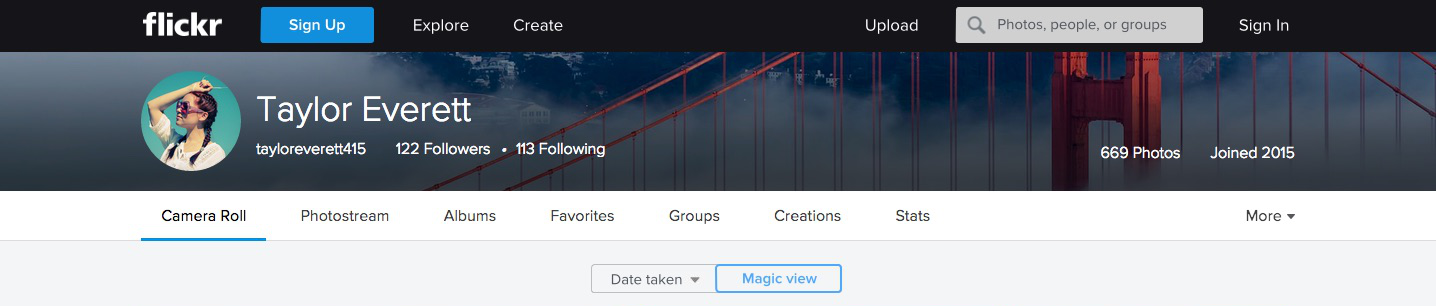 flickr Sign Up Explore Create Upload Photos, people, or groups Sign In
Taylor Everett
tayloreverett415 122 Followers • 113 Following 669 Photos Joined 2015
Camera Roll Photostream Albums Favorites Groups Creations Stats More
Date taken Magic view